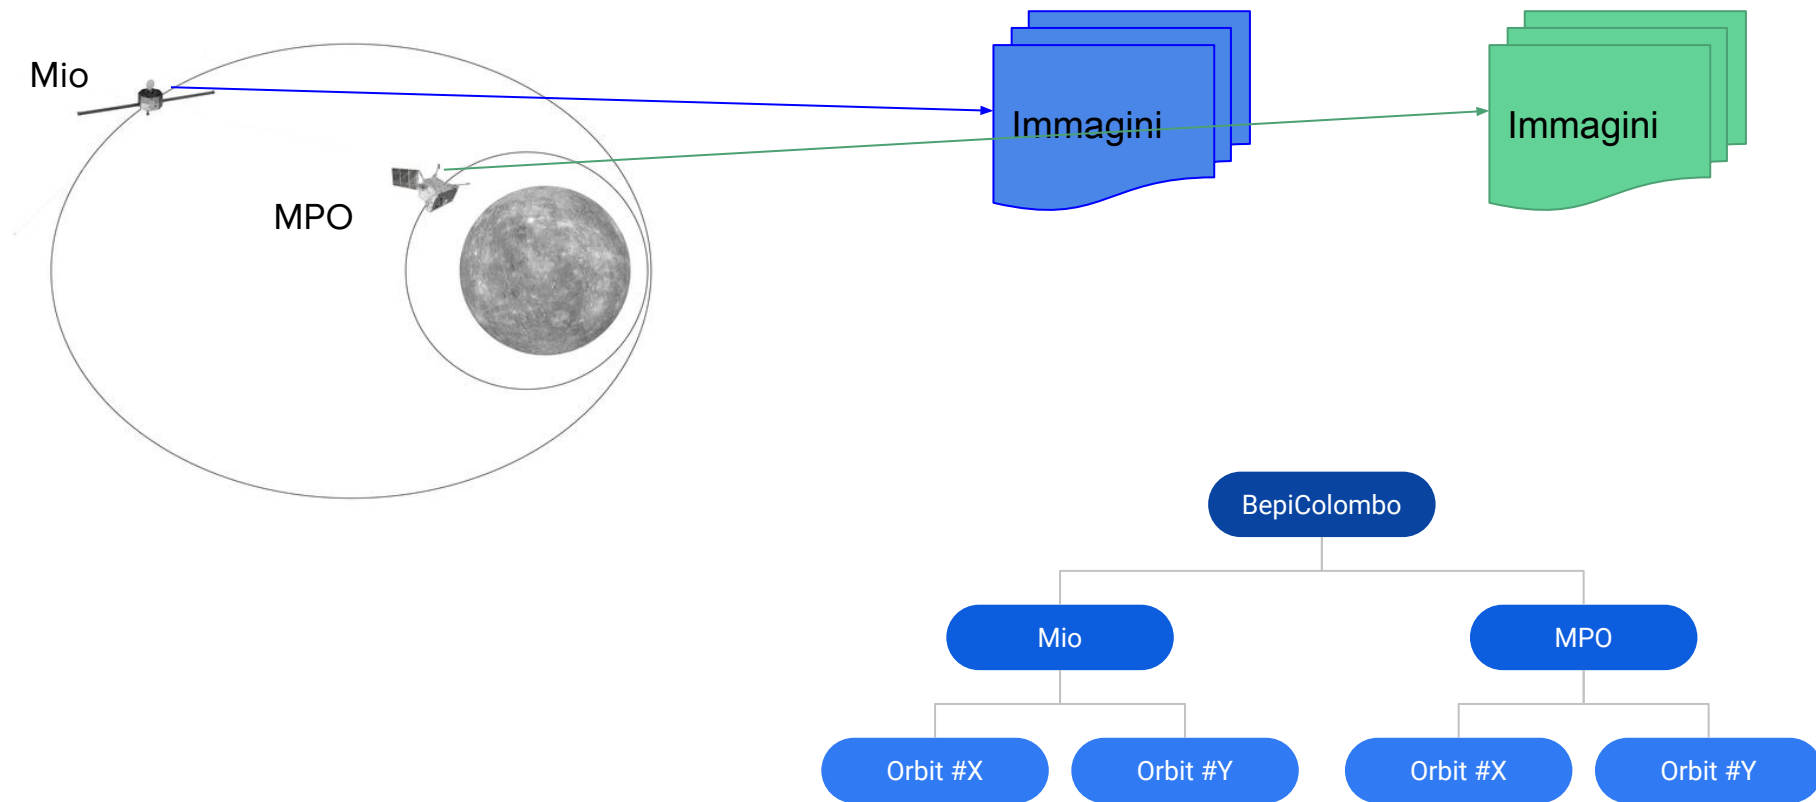 Mio
MPO
Immagini
Immagini
BepiColombo
Mio
MPO
Orbit #X
Orbit #Y
Orbit #X
Orbit #Y